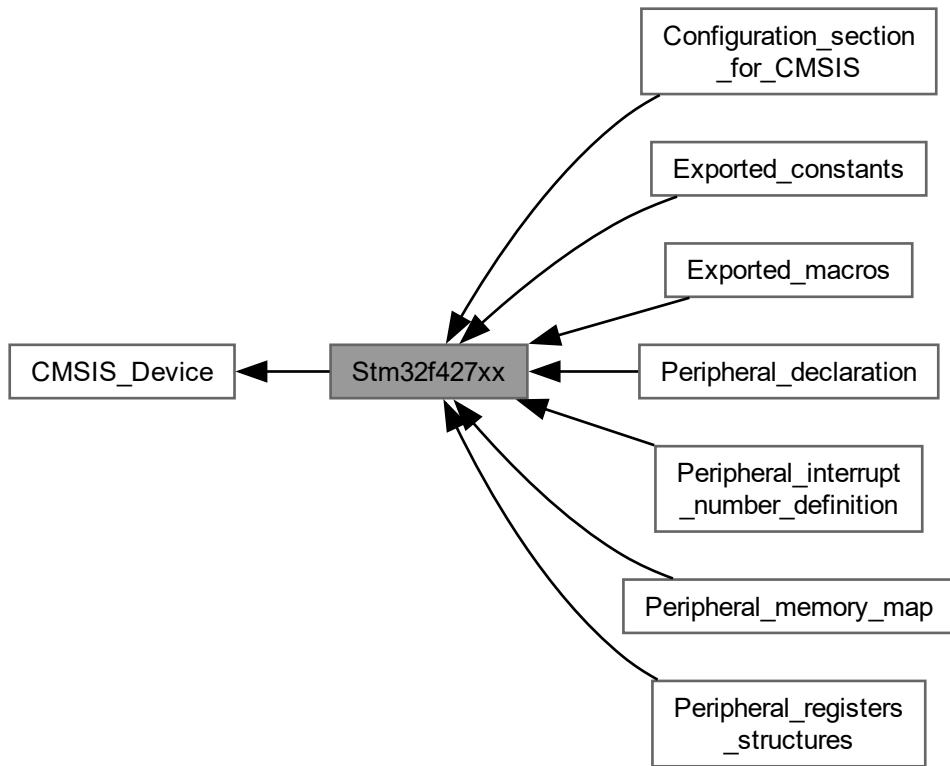 Configuration_section
_for_CMSIS
Exported_constants
Exported_macros
CMSIS_Device
Stm32f427xx
Peripheral_declaration
Peripheral_interrupt
_number_definition
Peripheral_memory_map
Peripheral_registers
_structures